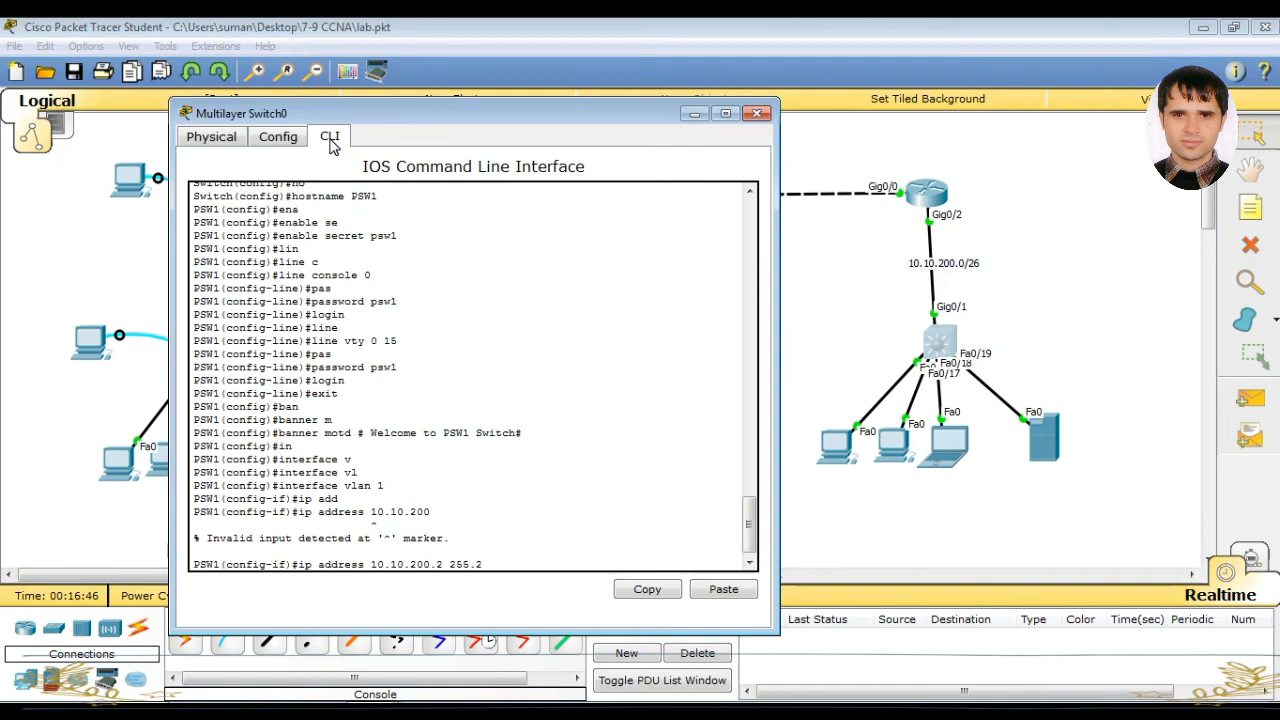 Cisco Packet Tracer Student - C:\Users\suman\Desktop\7-9 CCNA\lab.pkt
File Edit Options View Tools Extensions Help
Logical
Set Tiled Background
Multilayer Switch0
Physical Config CLI
IOS Command Line Interface
Switch(config)#no
Switch(config)#hostname PSW1
PSW1(config)#ena
PSW1(config)#enable se
PSW1(config)#enable secret psw1
PSW1(config)#lin
PSW1(config)#line c
PSW1(config)#line console 0
PSW1(config-line)#pas
PSW1(config-line)#password psw1
PSW1(config-line)#login
PSW1(config-line)#line
PSW1(config-line)#line vty 0 15
PSW1(config-line)#pas
PSW1(config-line)#password psw1
PSW1(config-line)#login
PSW1(config-line)#exit
PSW1(config)#ban
PSW1(config)#banner m
PSW1(config)#banner motd # Welcome to PSW1 Switch#
PSW1(config)#in
PSW1(config)#interface v
PSW1(config)#interface vl
PSW1(config)#interface vlan 1
PSW1(config-if)#ip add
PSW1(config-if)#ip address 10.10.200
^
% Invalid input detected at '^' marker.
PSW1(config-if)#ip address 10.10.200.2 255.2
Copy Paste
Gig0/0
Gig0/2
10.10.200.0/26
Gig0/1
Fa0/19
Fa0/18
Fa0/17
Fa0
Fa0
Fa0
Fa0
Fa0
Time: 00:16:46 Power Cy
Realtime
Connections
Console
New Delete
Toggle PDU List Window
Last Status Source Destination Type Color Time(sec) Periodic Num